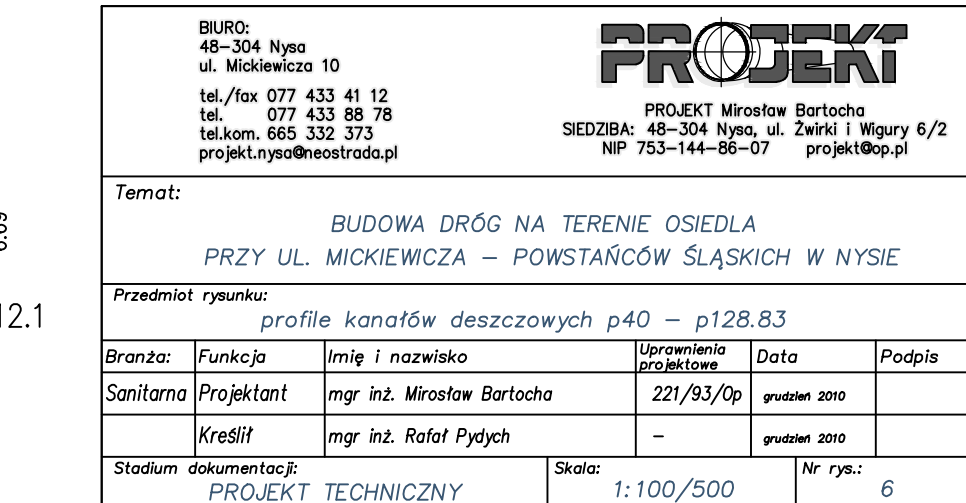 BIURO:
48-304 Nysa
ul. Mickiewicza 10
tel./fax 077 433 41 12
tel. 077 433 88 78
tel.kom. 665 332 373
projekt.nysa@neostrada.pl
PROJEKT
PROJEKT Mirosław Bartocha
SIEDZIBA: 48-304 Nysa, ul. Żwirki i Wigury 6/2
NIP 753-144-86-07 projekt@op.pl
Temat:
BUDOWA DRÓG NA TERENIE OSIEDLA
PRZY UL. MICKIEWICZA – POWSTAŃCÓW ŚLĄSKICH W NYSIE
Przedmiot rysunku:
profile kanałów deszczowych p40 – p128.83
Branża: Funkcja Imię i nazwisko Uprawnienia projektowe Data Podpis
Sanitarna Projektant mgr inż. Mirosław Bartocha 221/93/Op grudzień 2010
Kreślił mgr inż. Rafał Pydych – grudzień 2010
Stadium dokumentacji: Skala: Nr rys.:
PROJEKT TECHNICZNY 1:100/500 6